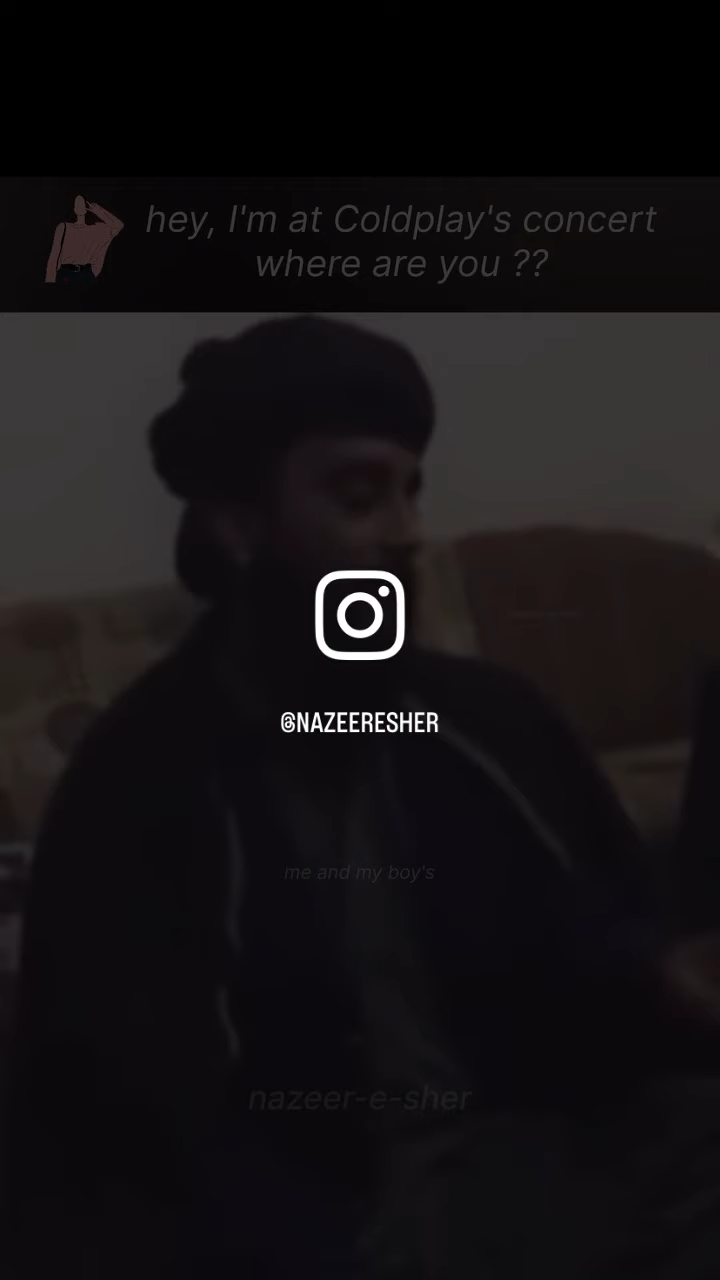 hey, I'm at Coldplay's concert
where are you ??
@NAZEERESHER
me and my boy's
nazeer-e-sher